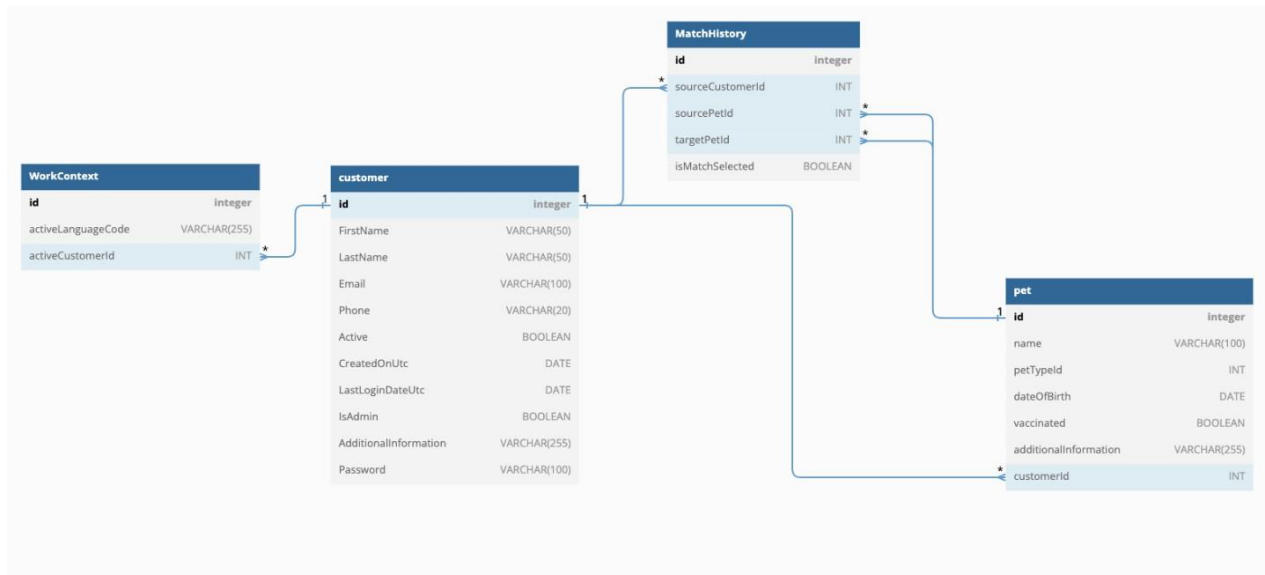 MatchHistory
id integer
* sourceCustomerId INT
sourcePetId INT *
targetPetId INT *
isMatchSelected BOOLEAN
WorkContext
id integer
activeLanguageCode VARCHAR(255)
activeCustomerId INT *
customer
1 id integer 1
FirstName VARCHAR(50)
LastName VARCHAR(50)
Email VARCHAR(100)
Phone VARCHAR(20)
Active BOOLEAN
CreatedOnUtc DATE
LastLoginDateUtc DATE
IsAdmin BOOLEAN
AdditionalInformation VARCHAR(255)
Password VARCHAR(100)
pet
1 id integer
name VARCHAR(100)
petTypeId INT
dateOfBirth DATE
vaccinated BOOLEAN
additionalInformation VARCHAR(255)
* customerId INT